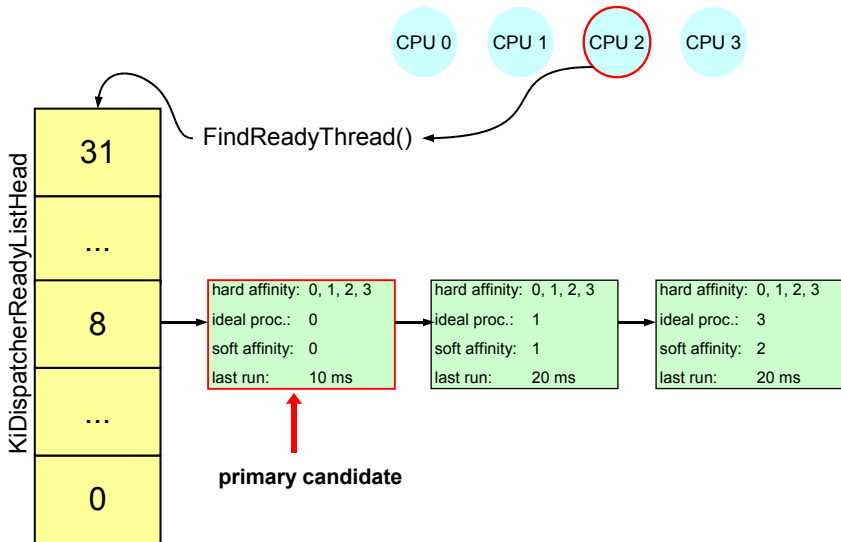 CPU 0 CPU 1 CPU 2 CPU 3
FindReadyThread()
KiDispatcherReadyListHead
31
...
8
...
0
hard affinity: 0, 1, 2, 3
ideal proc.: 0
soft affinity: 0
last run: 10 ms
hard affinity: 0, 1, 2, 3
ideal proc.: 1
soft affinity: 1
last run: 20 ms
hard affinity: 0, 1, 2, 3
ideal proc.: 3
soft affinity: 2
last run: 20 ms
primary candidate